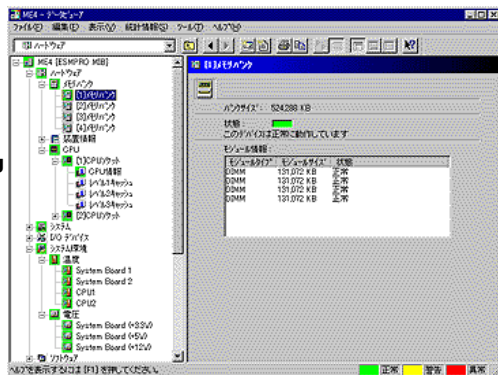 ME4 - データビューア
ファイル(F) 編集(E) 表示(V) 統計情報(S) ツール(T) ヘルプ(H)
ハードウェア
[1]メモリバンク
ME4 [ESMPRO MIB]
ハードウェア
メモリバンク
[1]メモリバンク
[2]メモリバンク
[3]メモリバンク
[4]メモリバンク
装置情報
CPU
[1]CPUソケット
CPU情報
レベル1キャッシュ
レベル2キャッシュ
レベル3キャッシュ
[2]CPUソケット
システム
I/O デバイス
システム環境
温度
System Board 1
System Board 2
CPU1
CPU2
電圧
System Board (+3.3V)
System Board (+5V)
System Board (+12V)
ソフトウェア
バンクサイズ: 524,288 KB
状態:
このデバイスは正常に動作しています
モジュール情報:
モジュールタイプ モジュールサイズ 状態
DIMM 131,072 KB 正常
DIMM 131,072 KB 正常
DIMM 131,072 KB 正常
DIMM 131,072 KB 正常
ヘルプを表示するには [F1] を押してください。
正常 警告 異常